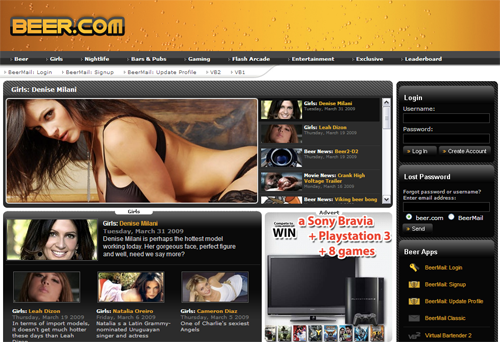 BEER.COM
Beer Girls Nightlife Bars & Pubs Gaming Flash Arcade Entertainment Exclusive Leaderboard
BeerMail: Login BeerMail: Signup BeerMail: Update Profile VB2 VB1
Girls: Denise Milani
Girls: Denise Milani
Tuesday, March 31 2009
Girls: Leah Dizon
Thursday, March 19 2009
Beer News: Beer2-D2
Thursday, March 19 2009
Movie News: Crank High
Voltage Trailer
Monday, March 16 2009
Beer News: Viking beer bong
Login
Username:
Password:
Log In
Create Account
Lost Password
Forgot password or username?
Enter email address:
beer.com BeerMail
Send
Beer Apps
BeerMail: Login
BeerMail: Signup
BeerMail: Update Profile
BeerMail Classic
Virtual Bartender 2
Girls
Girls: Denise Milani
Tuesday, March 31 2009
Denise Milani is perhaps the hottest model
working today. Her gorgeous face, perfect figure
and well, need we say more?
Girls: Leah Dizon
Thursday, March 19 2009
In terms of import models,
it doesn't get much hotter
these days than Leah
Girls: Natalia Oreiro
Friday, March 6 2009
Natalia s a Latin Grammy-
nominated Uruguayan
singer and actress
Girls: Cameron Diaz
Thursday, March 5 2009
One of Charlie's sexiest
Angels
Advert
WIN
a Sony Bravia
+ Playstation 3
+ 8 games